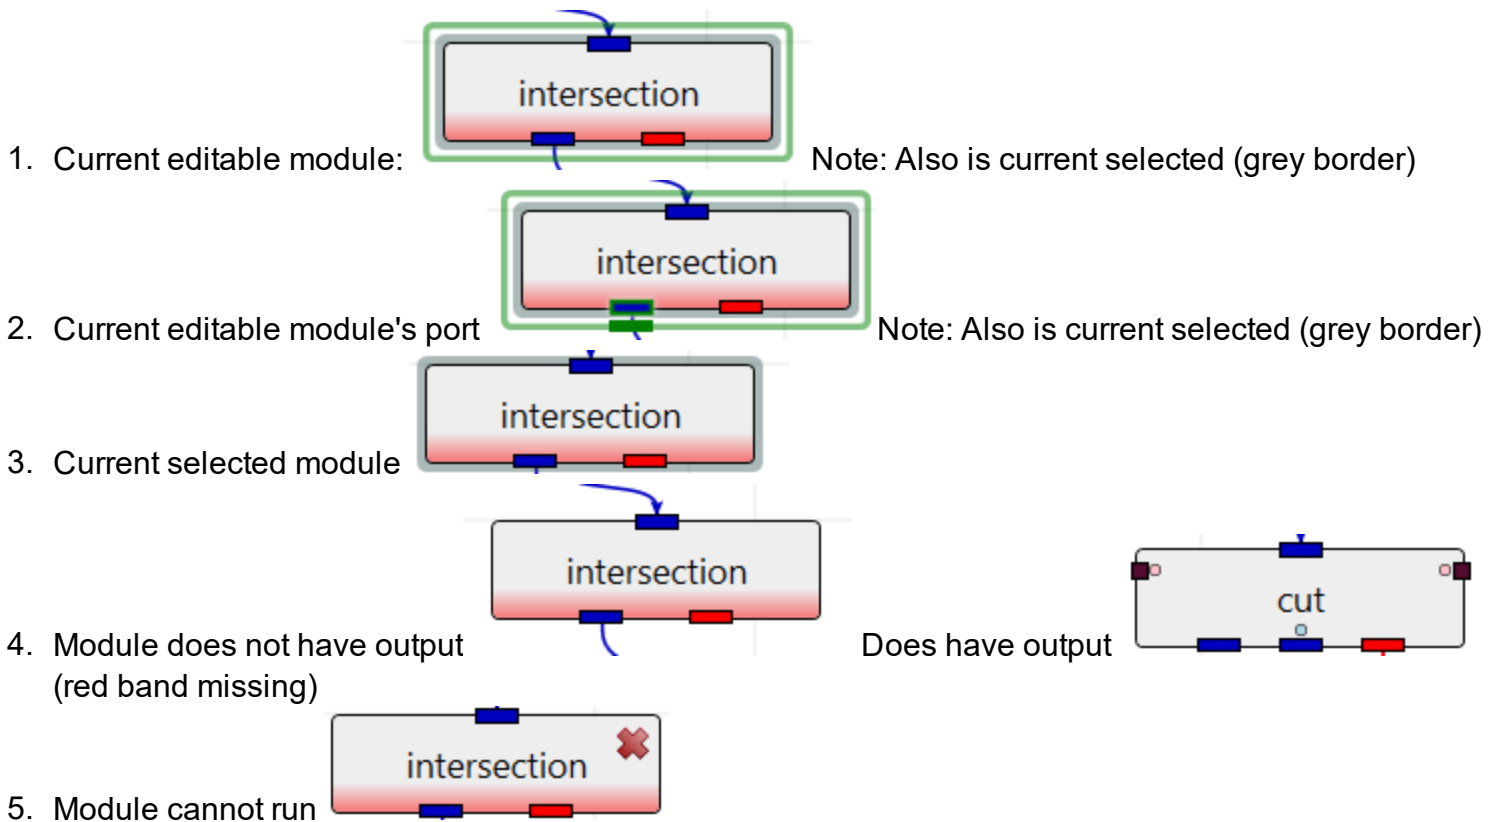 intersection
1. Current editable module: Note: Also is current selected (grey border)
intersection
2. Current editable module's port Note: Also is current selected (grey border)
intersection
3. Current selected module
intersection
cut
4. Module does not have output Does have output
(red band missing)
intersection
5. Module cannot run